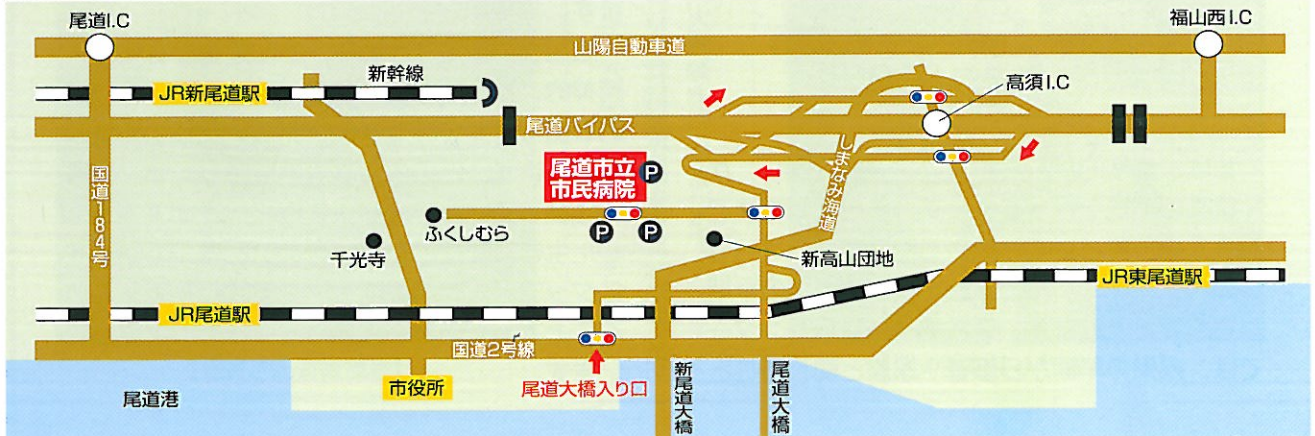 尾道I.C
福山西I.C
山陽自動車道
新幹線
JR新尾道駅
高須I.C
尾道バイパス
しまなみ海道
国道184号
尾道市立
市民病院
P
P
P
ふくしむら
千光寺
新高山団地
JR東尾道駅
JR尾道駅
国道2号線
市役所
尾道大橋入り口
新尾道大橋
尾道大橋
尾道港